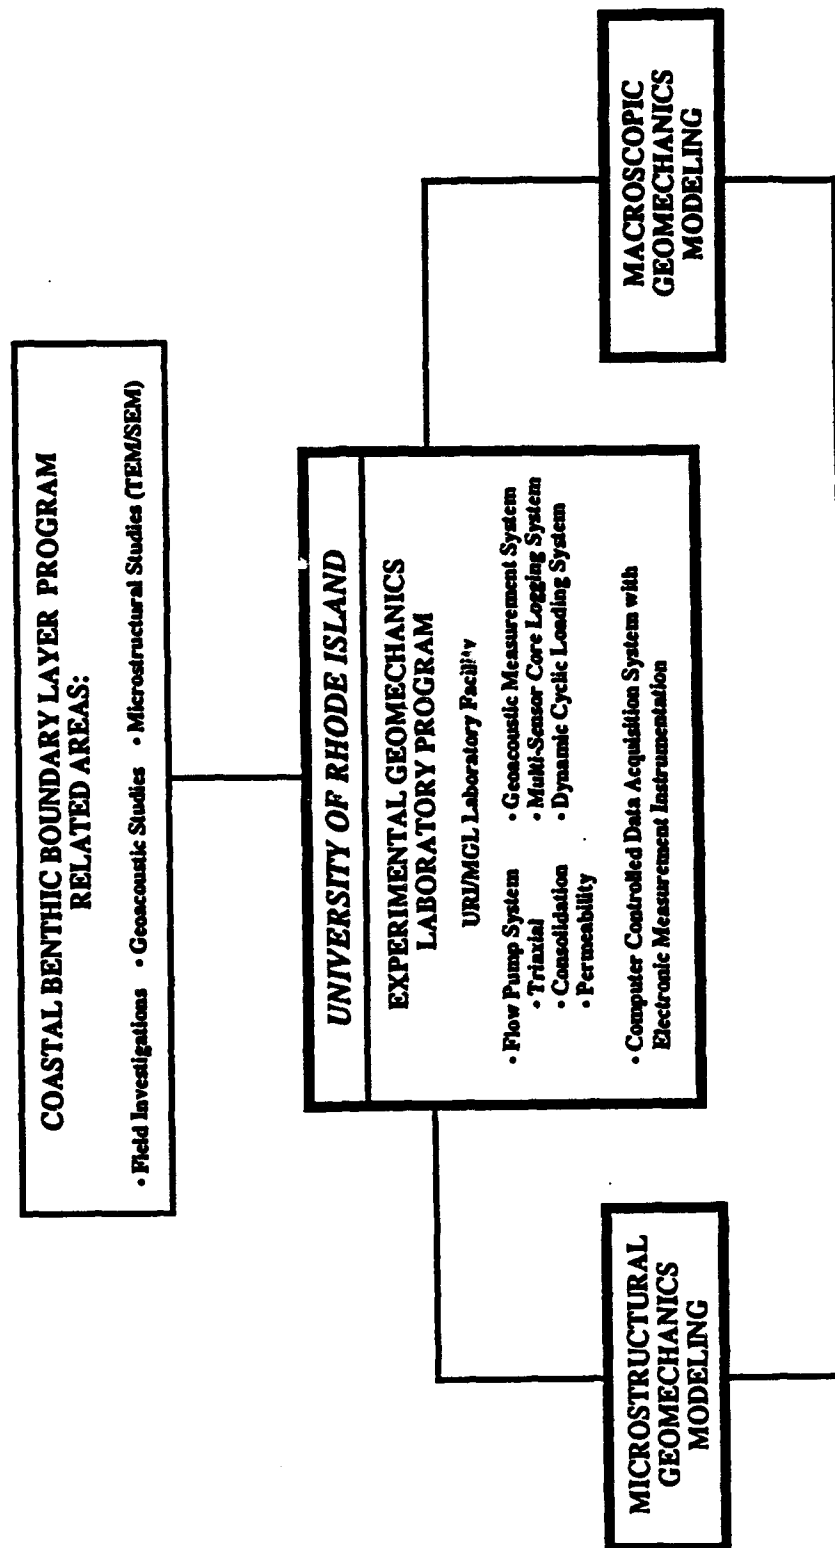 COASTAL BENTHIC BOUNDARY LAYER PROGRAM
RELATED AREAS:
• Field Investigations • Geoacoustic Studies • Microstructural Studies (TEM/SEM)
UNIVERSITY OF RHODE ISLAND
EXPERIMENTAL GEOMECHANICS
LABORATORY PROGRAM
URI/MGL Laboratory Facility
• Flow Pump System
• Triaxial
• Consolidation
• Permeability
• Geoacoustic Measurement System
• Multi-Sensor Core Logging System
• Dynamic Cyclic Loading System
• Computer Controlled Data Acquisition System with
Electronic Measurement Instrumentation
MICROSTRUCTURAL
GEOMECHANICS
MODELING
MACROSCOPIC
GEOMECHANICS
MODELING